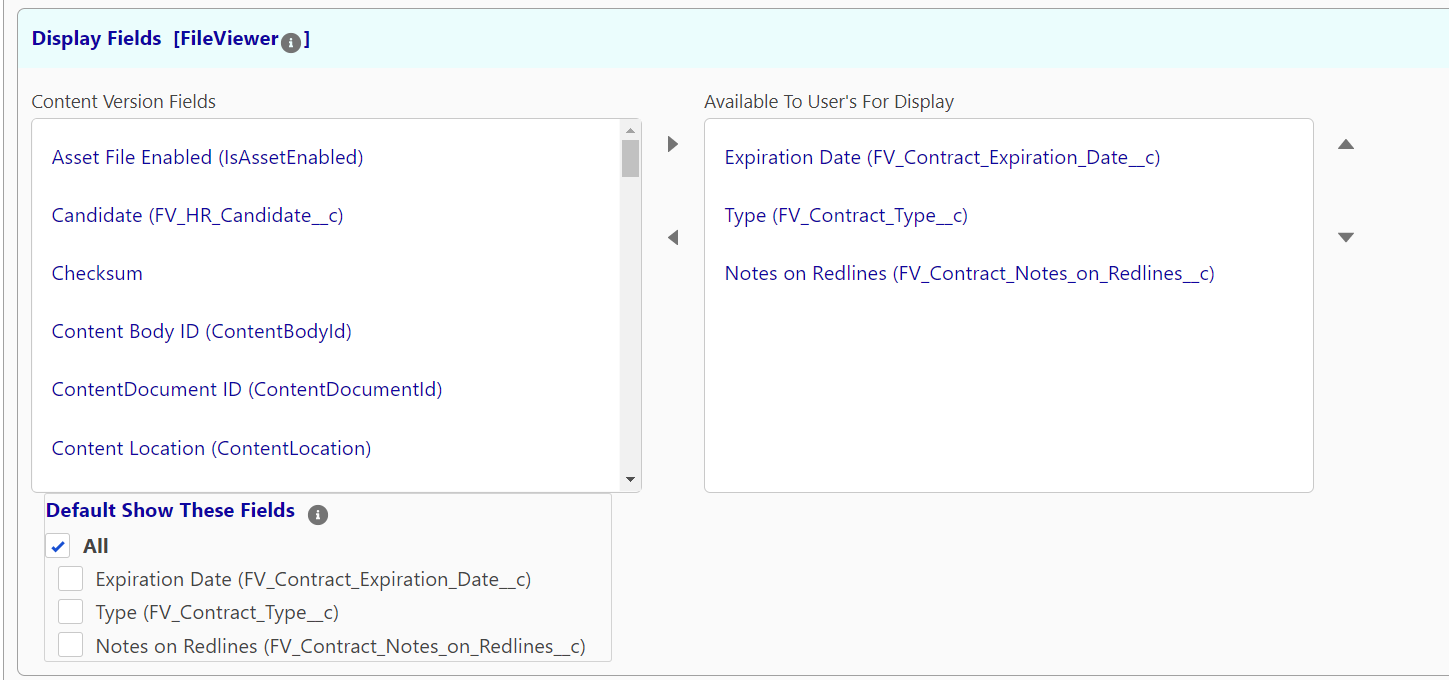 Display Fields [FileViewer i ]
Content Version Fields
Asset File Enabled (IsAssetEnabled)
Candidate (FV_HR_Candidate__c)
Checksum
Content Body ID (ContentBodyId)
ContentDocument ID (ContentDocumentId)
Content Location (ContentLocation)
Available To User's For Display
Expiration Date (FV_Contract_Expiration_Date__c)
Type (FV_Contract_Type__c)
Notes on Redlines (FV_Contract_Notes_on_Redlines__c)
Default Show These Fields i
All
Expiration Date (FV_Contract_Expiration_Date__c)
Type (FV_Contract_Type__c)
Notes on Redlines (FV_Contract_Notes_on_Redlines__c)